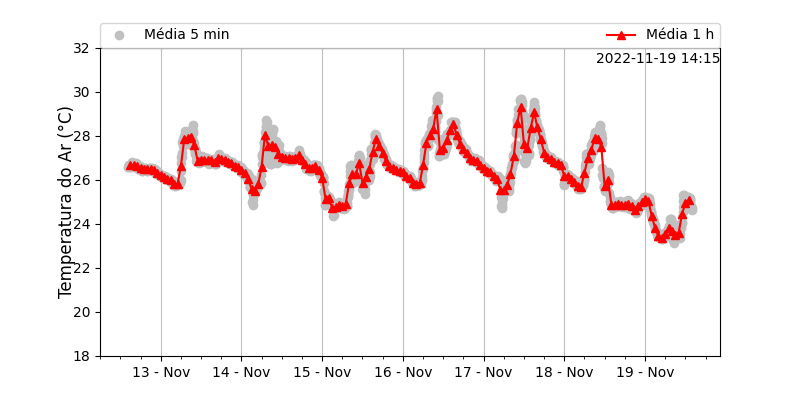 Média 5 min
Média 1 h
2022-11-19 14:15
Temperatura do Ar (°C)
32
30
28
26
24
22
20
18
13 - Nov
14 - Nov
15 - Nov
16 - Nov
17 - Nov
18 - Nov
19 - Nov